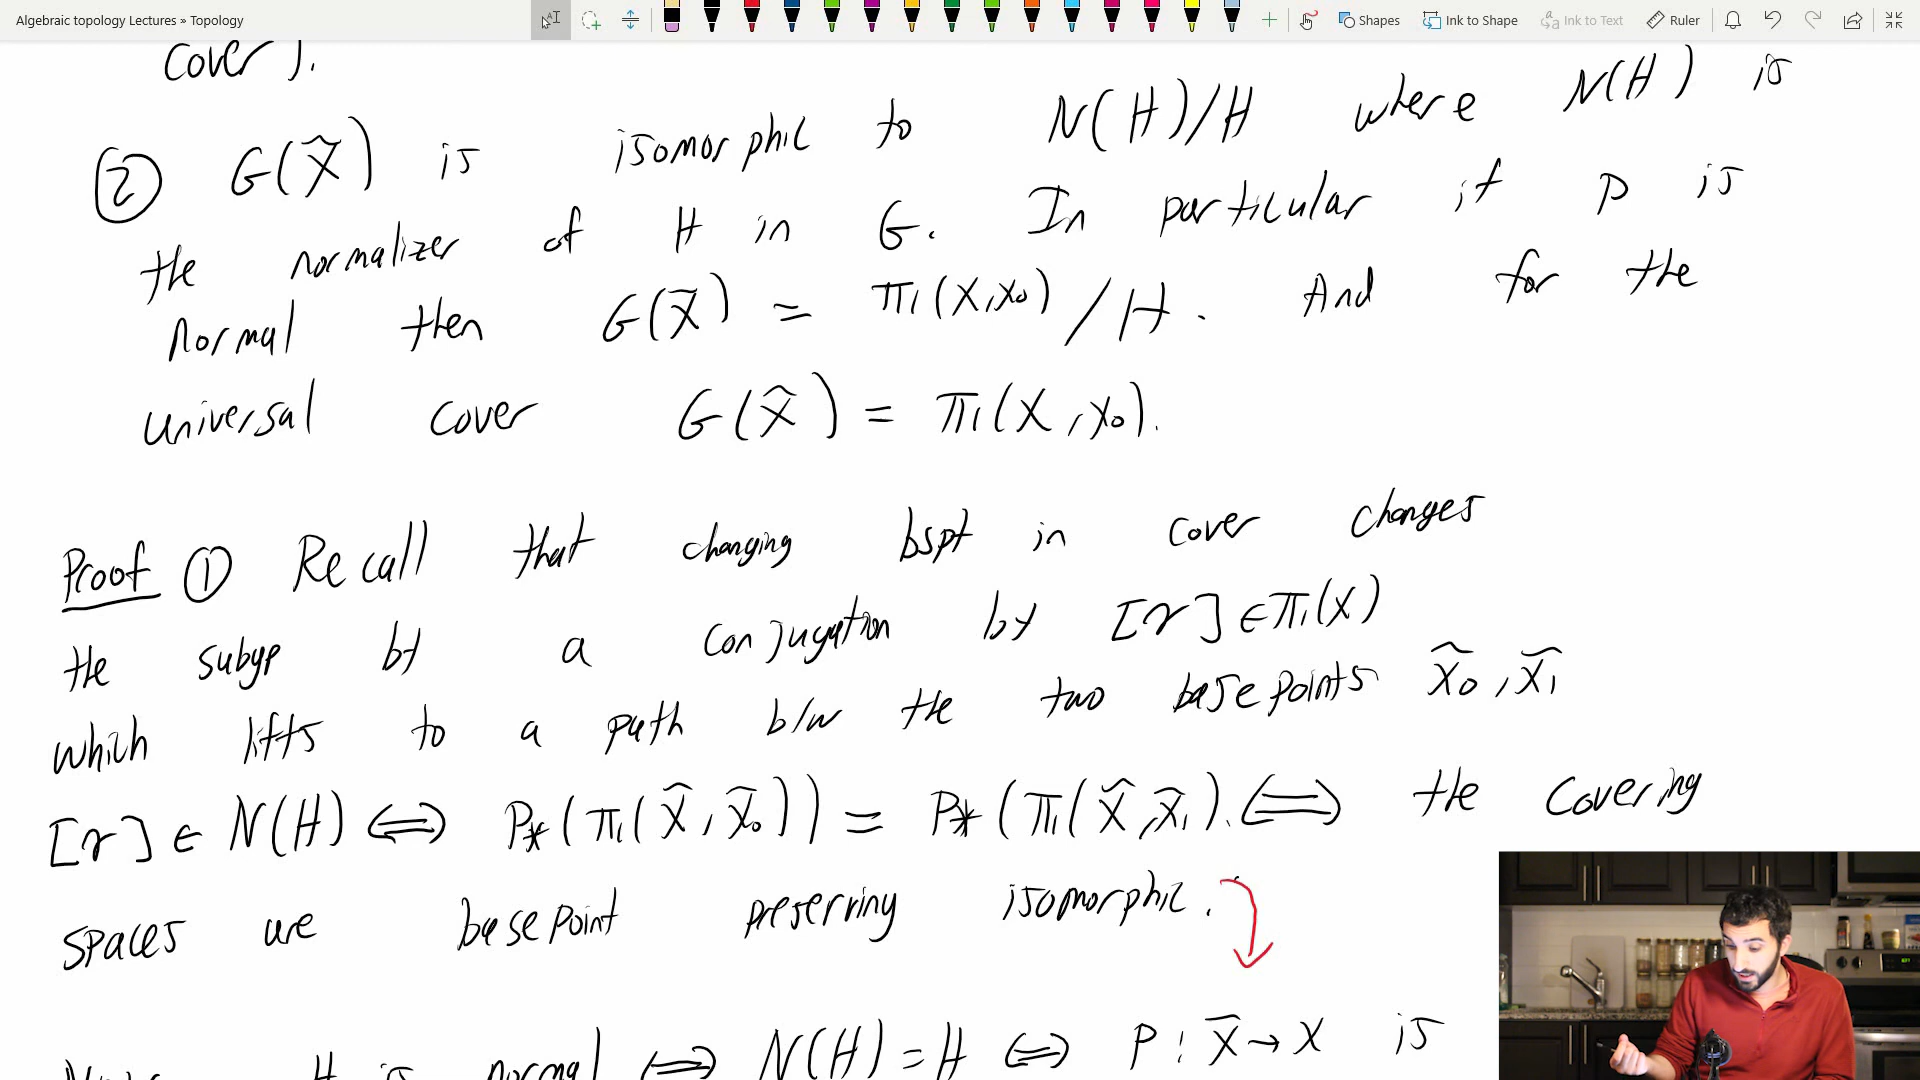 Algebraic topology Lectures » Topology
Shapes
Ink to Shape
Ink to Text
Ruler
cover).
② G(X̃) is isomorphic to N(H)/H where N(H) is
the normalizer of H in G. In particular if p is
normal then G(X̃) = π₁(X,x₀)/H. And for the
universal cover G(X̃) = π₁(X,x₀).
Proof ① Recall that changing bspt in cover changes
the subgp by a conjugation by [γ] ∈ π₁(X)
which lifts to a path b/w the two basepoints x̃₀, x̃₁
[γ] ∈ N(H) ⟺ P*(π₁(X̃, x̃₀)) = P*(π₁(X̃, x̃₁). ⟺ the covering
spaces are basepoint preserving isomorphic.
H is normal ⟺ N(H) = H ⟺ P : X̃ → X is